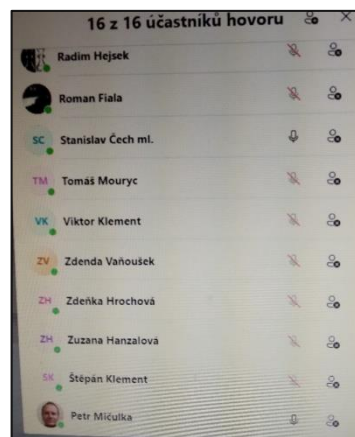 16 z 16 účastníků hovoru
Radim Hejsek
Roman Fiala
SC Stanislav Čech ml.
TM Tomáš Mouryc
VK Viktor Klement
ZV Zdenda Vaňoušek
ZH Zdeňka Hrochová
ZH Zuzana Hanzalová
SK Štěpán Klement
Petr Mičulka